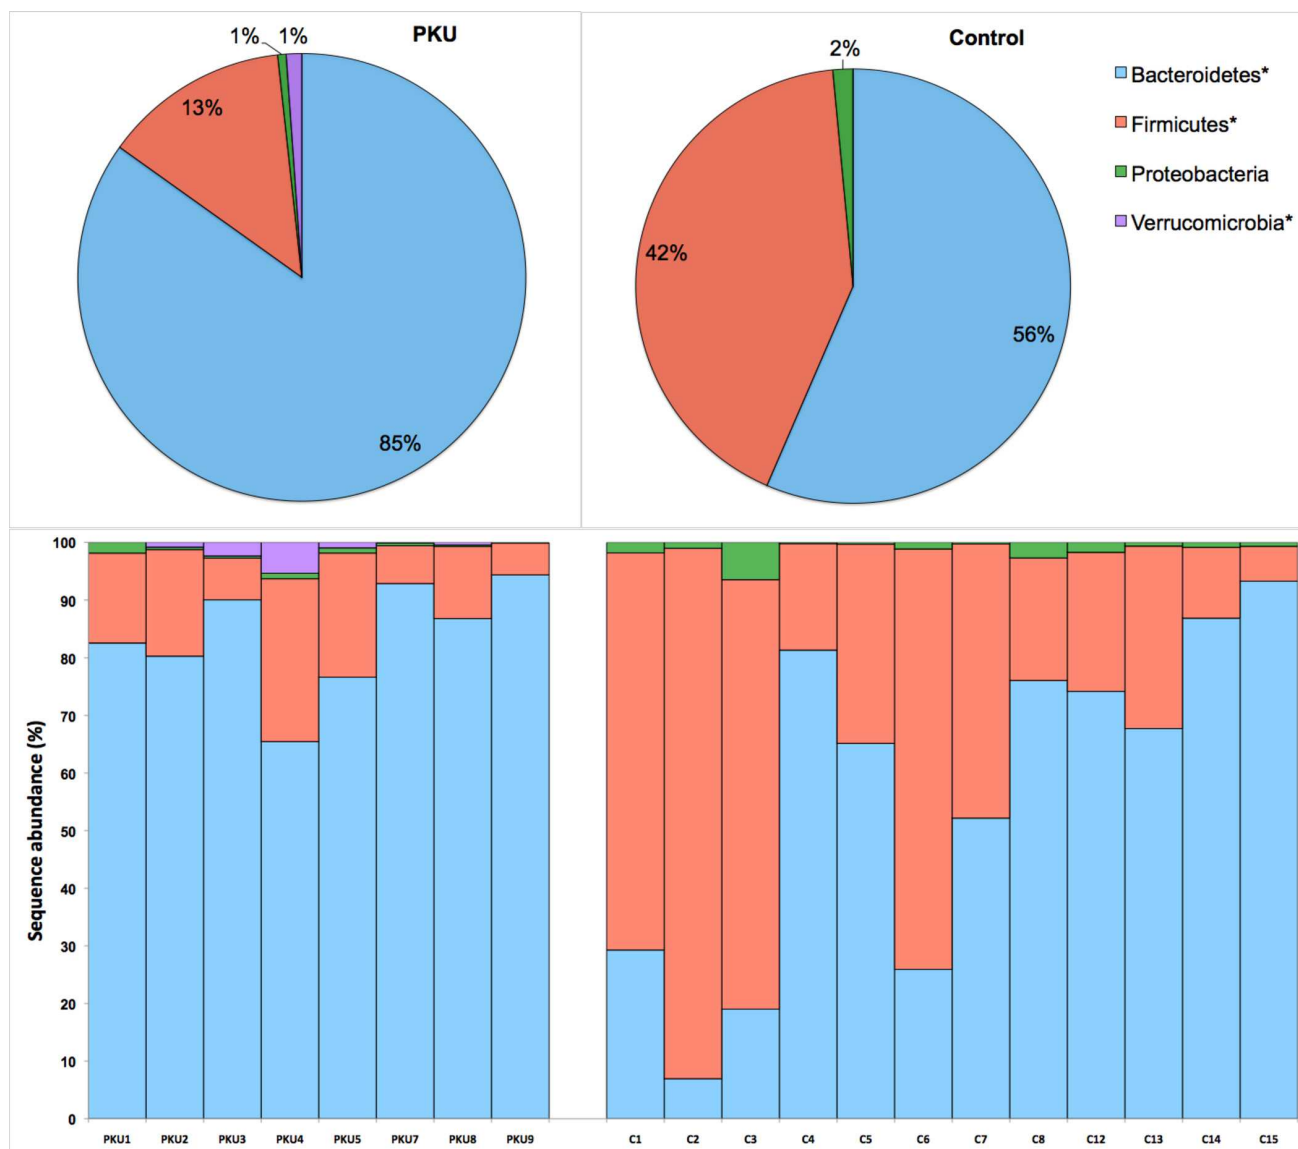 PKU
1% 1%
13%
85%
Control
2%
42%
56%
Bacteroidetes*
Firmicutes*
Proteobacteria
Verrucomicrobia*
Sequence abundance (%)
100
90
80
70
60
50
40
30
20
10
0
PKU1 PKU2 PKU3 PKU4 PKU5 PKU7 PKU8 PKU9 C1 C2 C3 C4 C5 C6 C7 C8 C12 C13 C14 C15